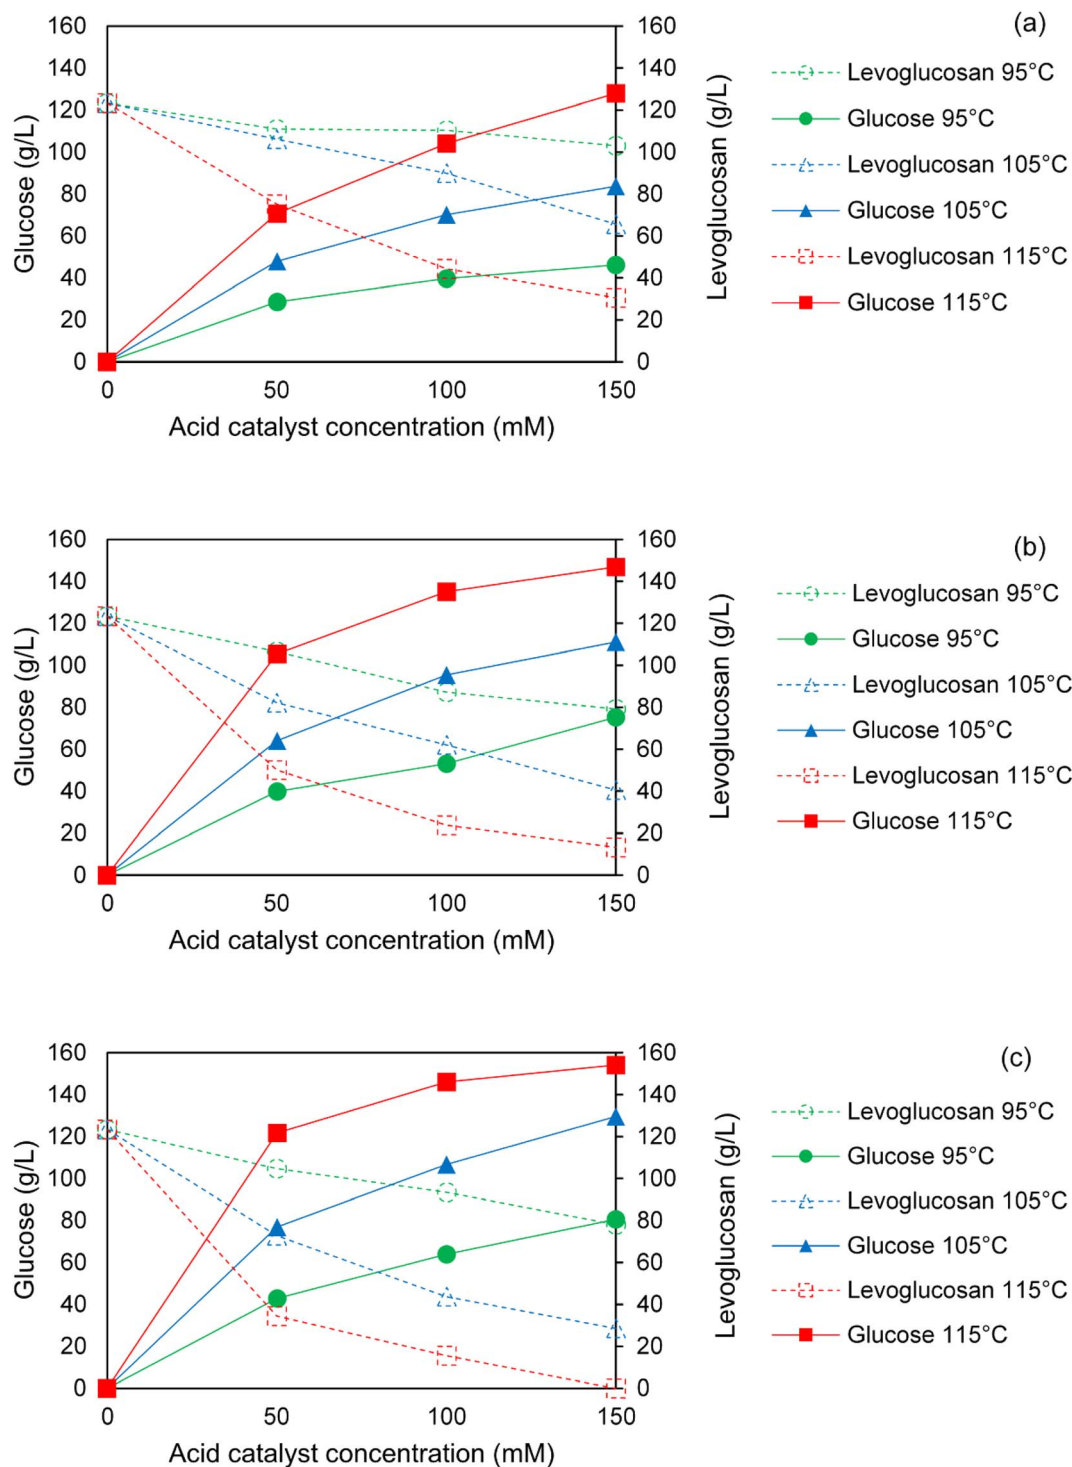 (a)
160
140
120
100
80
60
40
20
0
Glucose (g/L)
160
140
120
100
80
60
40
20
0
Levoglucosan (g/L)
0
50
100
150
Acid catalyst concentration (mM)
Levoglucosan 95°C
Glucose 95°C
Levoglucosan 105°C
Glucose 105°C
Levoglucosan 115°C
Glucose 115°C
(b)
160
140
120
100
80
60
40
20
0
Glucose (g/L)
160
140
120
100
80
60
40
20
0
Levoglucosan (g/L)
0
50
100
150
Acid catalyst concentration (mM)
Levoglucosan 95°C
Glucose 95°C
Levoglucosan 105°C
Glucose 105°C
Levoglucosan 115°C
Glucose 115°C
(c)
160
140
120
100
80
60
40
20
0
Glucose (g/L)
160
140
120
100
80
60
40
20
0
Levoglucosan (g/L)
0
50
100
150
Acid catalyst concentration (mM)
Levoglucosan 95°C
Glucose 95°C
Levoglucosan 105°C
Glucose 105°C
Levoglucosan 115°C
Glucose 115°C